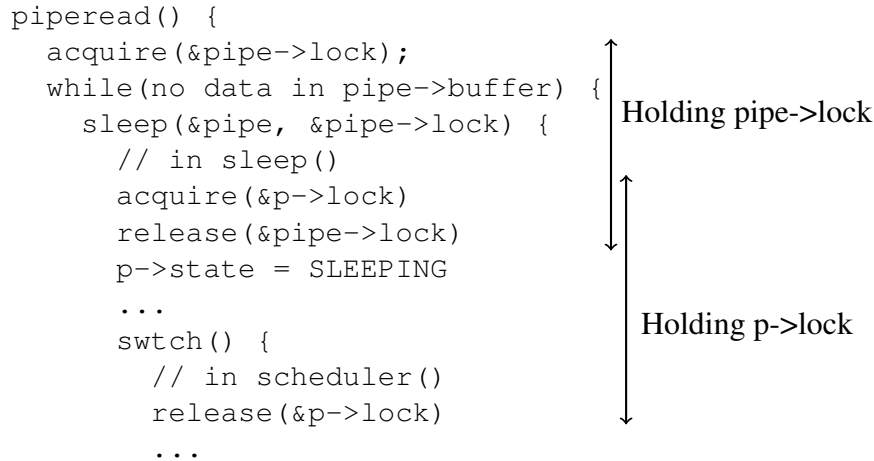 piperead() {
acquire(&pipe->lock);
while(no data in pipe->buffer) {
Holding pipe->lock
sleep(&pipe, &pipe->lock) {
// in sleep()
acquire(&p->lock)
release(&pipe->lock)
p->state = SLEEPING
...
Holding p->lock
swtch() {
// in scheduler()
release(&p->lock)
...